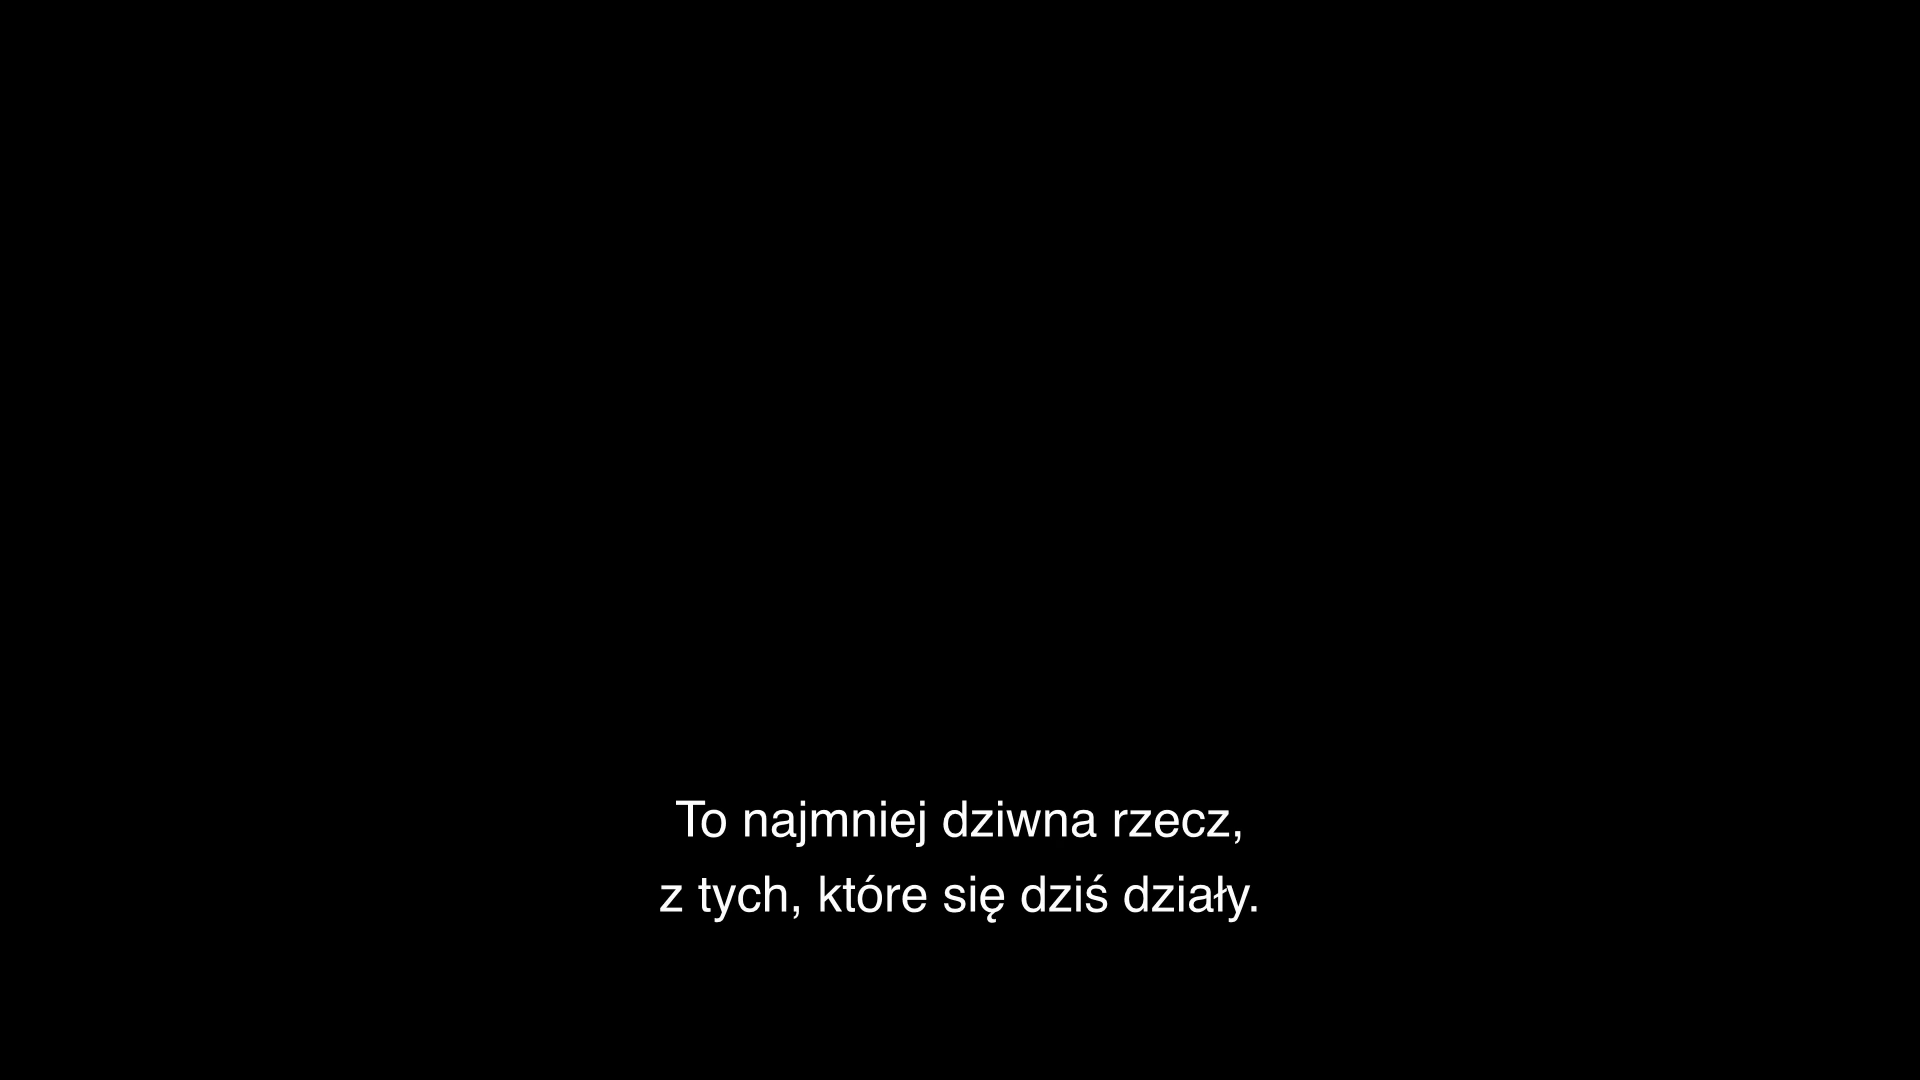 To najmniej dziwna rzecz,
z tych, które się dziś działy.